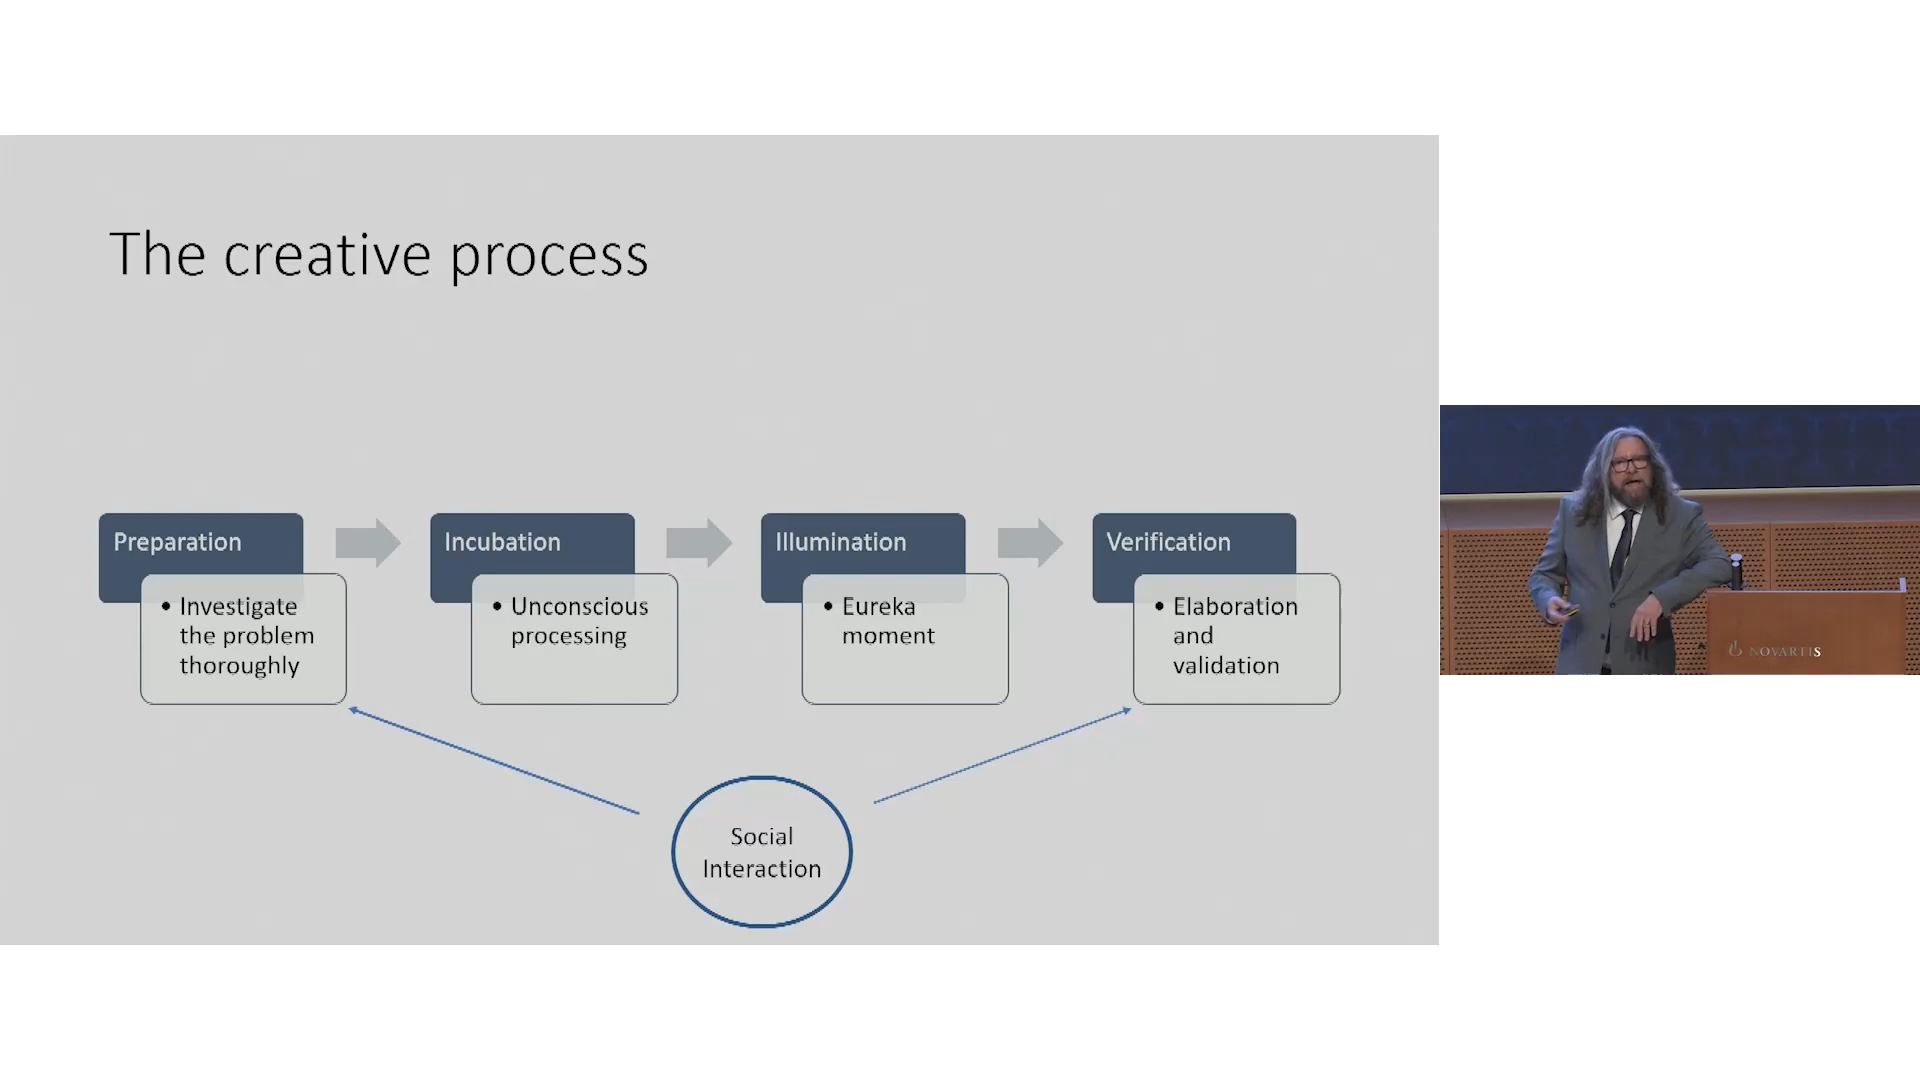 The creative process
Preparation
• Investigate
the problem
thoroughly
Incubation
• Unconscious
processing
Illumination
• Eureka
moment
Verification
• Elaboration
and
validation
Social
Interaction
NOVARTIS